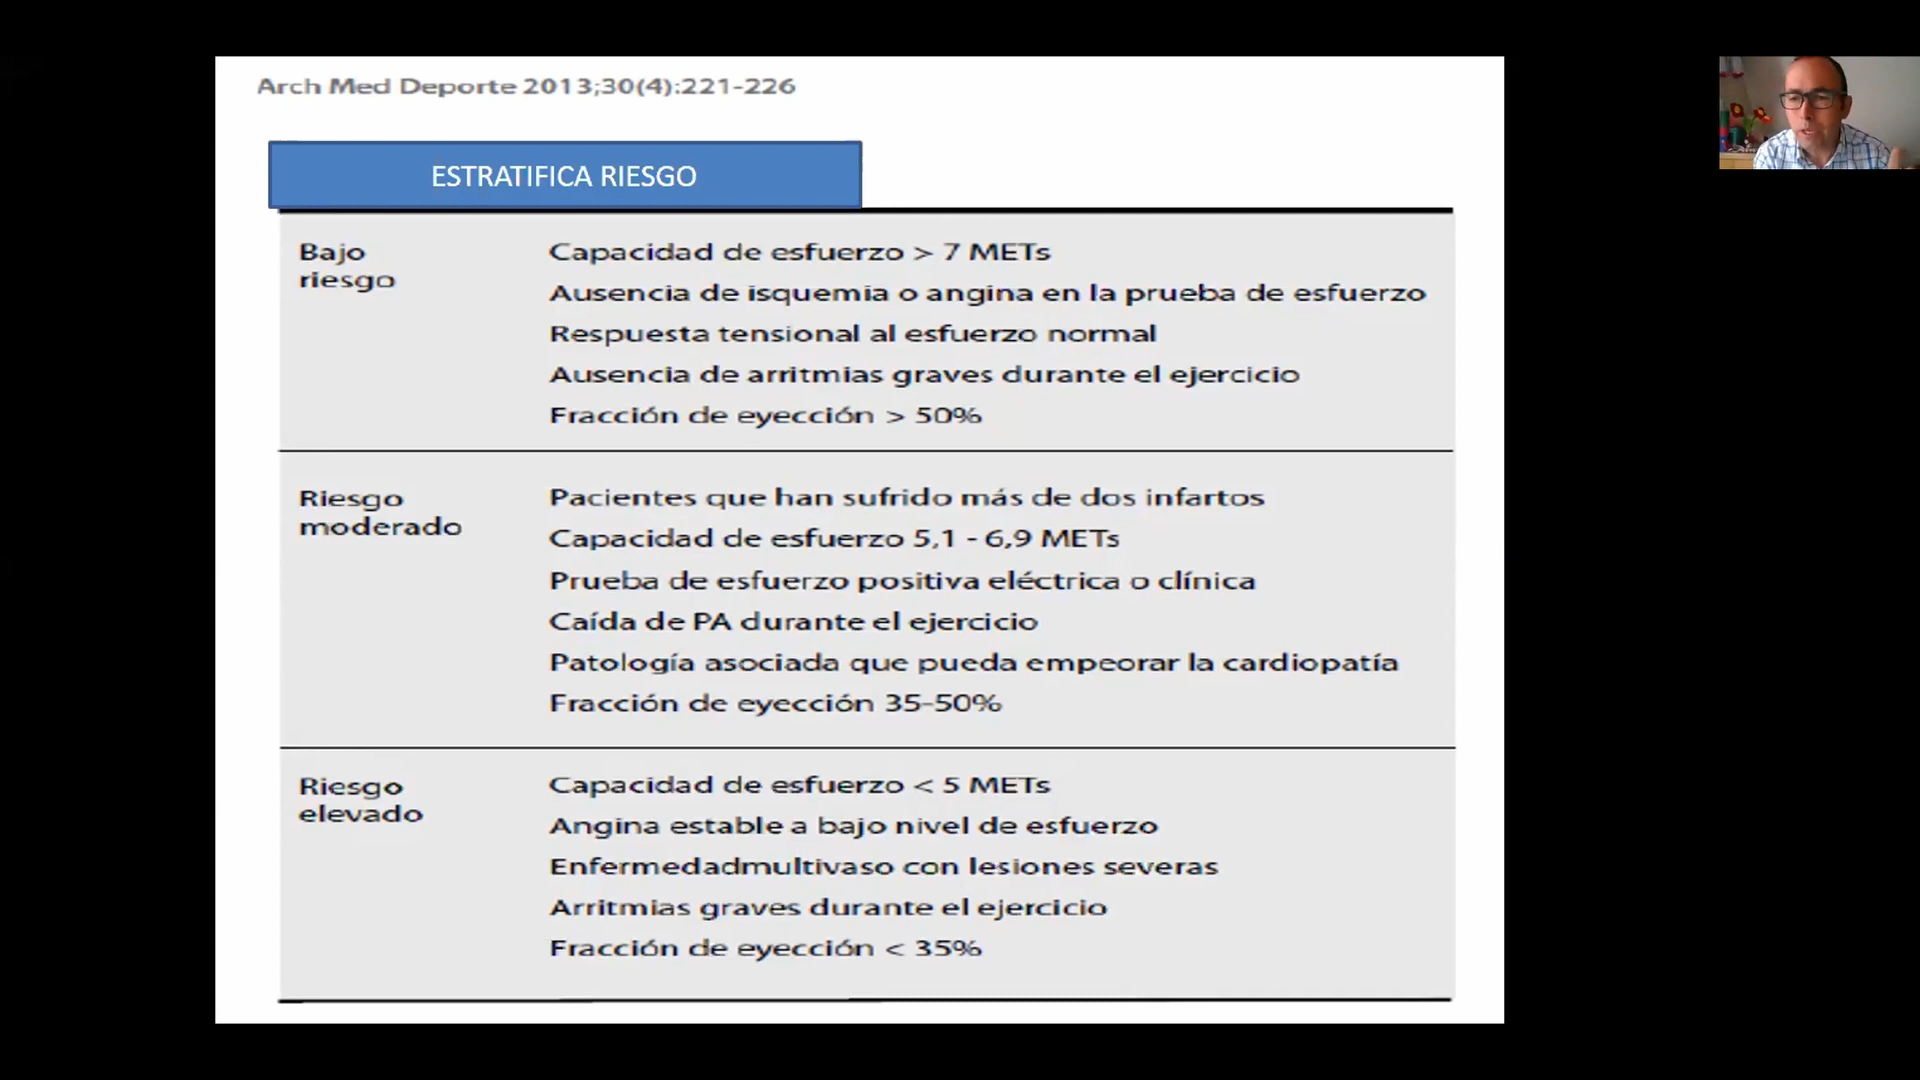 Arch Med Deporte 2013;30(4):221-226
ESTRATIFICA RIESGO
Bajo
riesgo
Capacidad de esfuerzo > 7 METs
Ausencia de isquemia o angina en la prueba de esfuerzo
Respuesta tensional al esfuerzo normal
Ausencia de arritmias graves durante el ejercicio
Fracción de eyección > 50%
Riesgo
moderado
Pacientes que han sufrido más de dos infartos
Capacidad de esfuerzo 5,1 - 6,9 METs
Prueba de esfuerzo positiva eléctrica o clínica
Caída de PA durante el ejercicio
Patología asociada que pueda empeorar la cardiopatía
Fracción de eyección 35-50%
Riesgo
elevado
Capacidad de esfuerzo < 5 METs
Angina estable a bajo nivel de esfuerzo
Enfermedadmultivaso con lesiones severas
Arritmias graves durante el ejercicio
Fracción de eyección < 35%